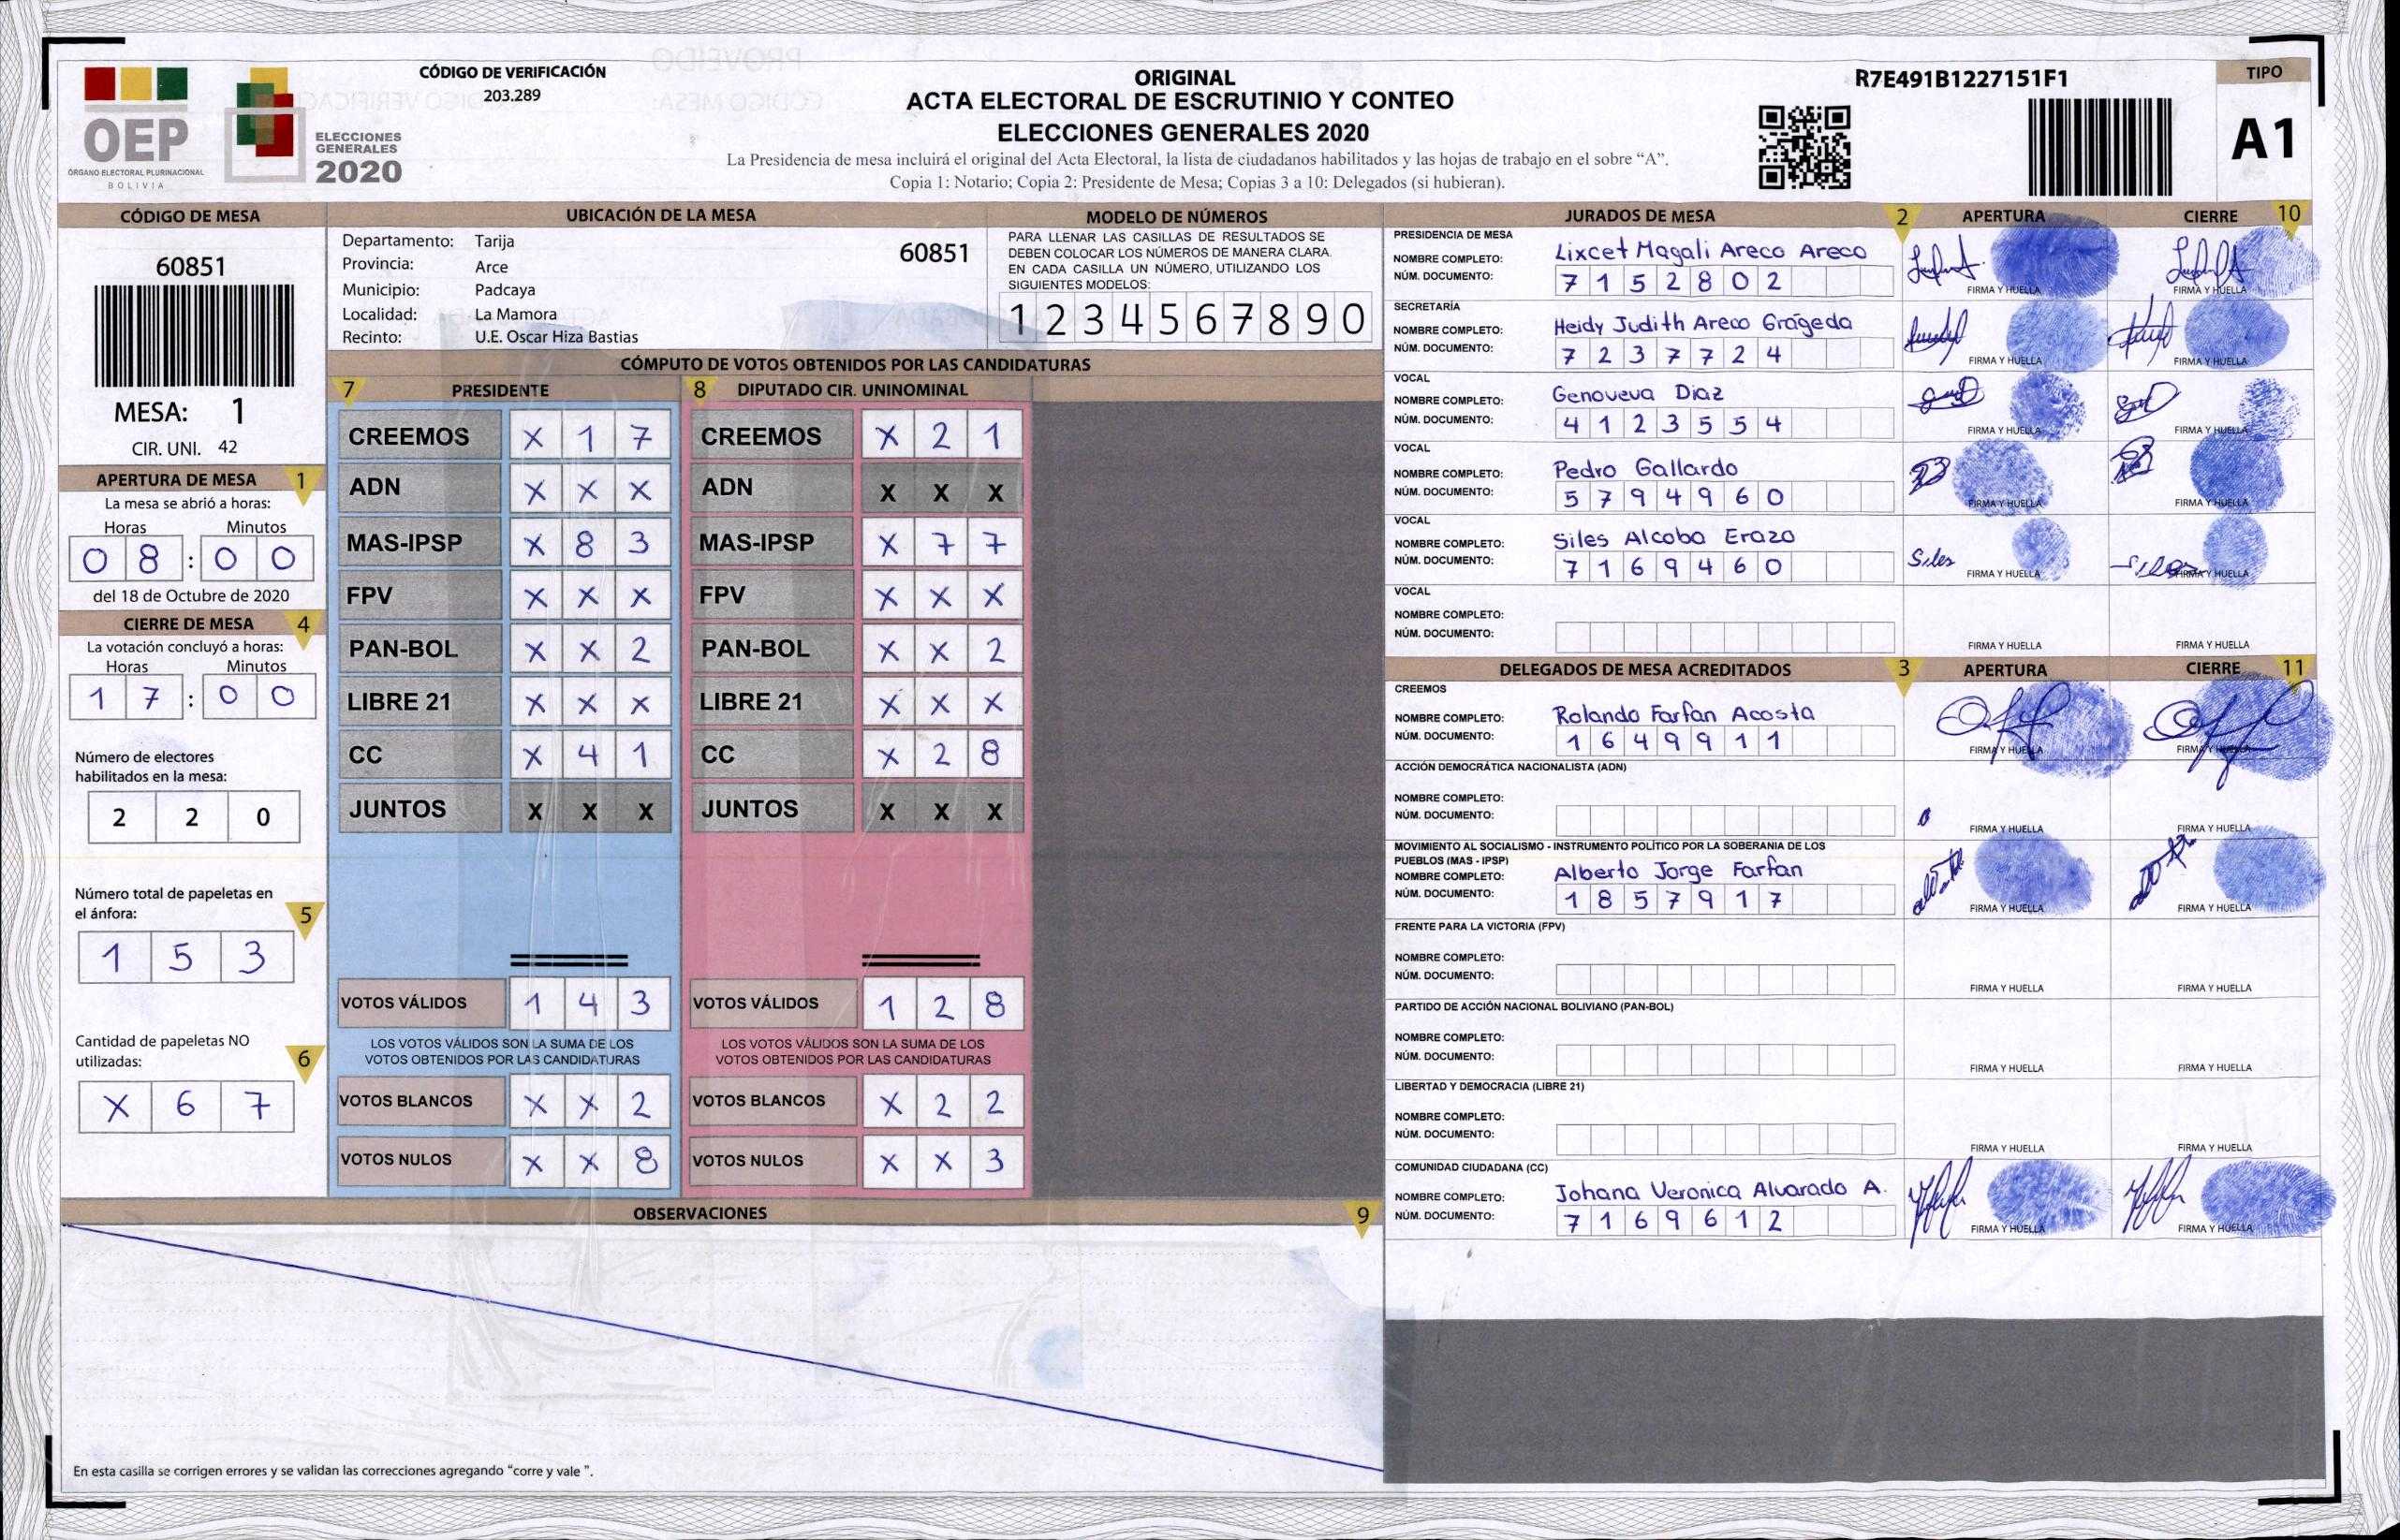 OEP
ÓRGANO ELECTORAL PLURINACIONAL
BOLIVIA
ELECCIONES
GENERALES
2020
CÓDIGO DE VERIFICACIÓN
203.289
ORIGINAL
ACTA ELECTORAL DE ESCRUTINIO Y CONTEO
ELECCIONES GENERALES 2020
La Presidencia de mesa incluirá el original del Acta Electoral, la lista de ciudadanos habilitados y las hojas de trabajo en el sobre “A”.
Copia 1: Notario; Copia 2: Presidente de Mesa; Copias 3 a 10: Delegados (si hubieran).
R7E491B1227151F1
TIPO
A1
CÓDIGO DE MESA
60851
MESA: 1
CIR. UNI. 42
APERTURA DE MESA 1
La mesa se abrió a horas:
Horas Minutos
0 8 : 0 0
del 18 de Octubre de 2020
CIERRE DE MESA 4
La votación concluyó a horas:
Horas Minutos
1 7 : 0 0
Número de electores
habilitados en la mesa:
2 2 0
Número total de papeletas en
el ánfora: 5
1 5 3
Cantidad de papeletas NO
utilizadas: 6
X 6 7
UBICACIÓN DE LA MESA
Departamento: Tarija 60851
Provincia: Arce
Municipio: Padcaya
Localidad: La Mamora
Recinto: U.E. Oscar Hiza Bastias
MODELO DE NÚMEROS
PARA LLENAR LAS CASILLAS DE RESULTADOS SE
DEBEN COLOCAR LOS NÚMEROS DE MANERA CLARA.
EN CADA CASILLA UN NÚMERO, UTILIZANDO LOS
SIGUIENTES MODELOS:
1 2 3 4 5 6 7 8 9 0
CÓMPUTO DE VOTOS OBTENIDOS POR LAS CANDIDATURAS
7 PRESIDENTE 8 DIPUTADO CIR. UNINOMINAL
CREEMOS X 1 7 CREEMOS X 2 1
ADN X X X ADN X X X
MAS-IPSP X 8 3 MAS-IPSP X 7 7
FPV X X X FPV X X X
PAN-BOL X X 2 PAN-BOL X X 2
LIBRE 21 X X X LIBRE 21 X X X
CC X 4 1 CC X 2 8
JUNTOS X X X JUNTOS X X X
VOTOS VÁLIDOS 1 4 3 VOTOS VÁLIDOS 1 2 8
LOS VOTOS VÁLIDOS SON LA SUMA DE LOS LOS VOTOS VÁLIDOS SON LA SUMA DE LOS
VOTOS OBTENIDOS POR LAS CANDIDATURAS VOTOS OBTENIDOS POR LAS CANDIDATURAS
VOTOS BLANCOS X X 2 VOTOS BLANCOS X 2 2
VOTOS NULOS X X 8 VOTOS NULOS X X 3
OBSERVACIONES 9
En esta casilla se corrigen errores y se validan las correcciones agregando “corre y vale ”.
JURADOS DE MESA 2 APERTURA CIERRE 10
PRESIDENCIA DE MESA
NOMBRE COMPLETO: Lixcet Magali Areco Areco
NÚM. DOCUMENTO: 7 1 5 2 8 0 2
FIRMA Y HUELLA FIRMA Y HUELLA
SECRETARÍA
NOMBRE COMPLETO: Heidy Judith Areco Grágeda
NÚM. DOCUMENTO: 7 2 3 7 7 2 4
FIRMA Y HUELLA FIRMA Y HUELLA
VOCAL
NOMBRE COMPLETO: Genoveva Diaz
NÚM. DOCUMENTO: 4 1 2 3 5 5 4
FIRMA Y HUELLA FIRMA Y HUELLA
VOCAL
NOMBRE COMPLETO: Pedro Gallardo
NÚM. DOCUMENTO: 5 7 9 4 9 6 0
FIRMA Y HUELLA FIRMA Y HUELLA
VOCAL
NOMBRE COMPLETO: Siles Alcoba Erazo
NÚM. DOCUMENTO: 7 1 6 9 4 6 0
Siles
FIRMA Y HUELLA FIRMA Y HUELLA
VOCAL
NOMBRE COMPLETO:
NÚM. DOCUMENTO:
FIRMA Y HUELLA FIRMA Y HUELLA
DELEGADOS DE MESA ACREDITADOS 3 APERTURA CIERRE 11
CREEMOS
NOMBRE COMPLETO: Rolando Farfan Acosta
NÚM. DOCUMENTO: 1 6 4 9 9 1 1
FIRMA Y HUELLA FIRMA Y HUELLA
ACCIÓN DEMOCRÁTICA NACIONALISTA (ADN)
NOMBRE COMPLETO:
NÚM. DOCUMENTO:
FIRMA Y HUELLA FIRMA Y HUELLA
MOVIMIENTO AL SOCIALISMO - INSTRUMENTO POLÍTICO POR LA SOBERANIA DE LOS
PUEBLOS (MAS - IPSP)
NOMBRE COMPLETO: Alberto Jorge Farfan
NÚM. DOCUMENTO: 1 8 5 7 9 1 7
FIRMA Y HUELLA FIRMA Y HUELLA
FRENTE PARA LA VICTORIA (FPV)
NOMBRE COMPLETO:
NÚM. DOCUMENTO:
FIRMA Y HUELLA FIRMA Y HUELLA
PARTIDO DE ACCIÓN NACIONAL BOLIVIANO (PAN-BOL)
NOMBRE COMPLETO:
NÚM. DOCUMENTO:
FIRMA Y HUELLA FIRMA Y HUELLA
LIBERTAD Y DEMOCRACIA (LIBRE 21)
NOMBRE COMPLETO:
NÚM. DOCUMENTO:
FIRMA Y HUELLA FIRMA Y HUELLA
COMUNIDAD CIUDADANA (CC)
NOMBRE COMPLETO: Johana Veronica Alvarado A.
NÚM. DOCUMENTO: 7 1 6 9 6 1 2
FIRMA Y HUELLA FIRMA Y HUELLA